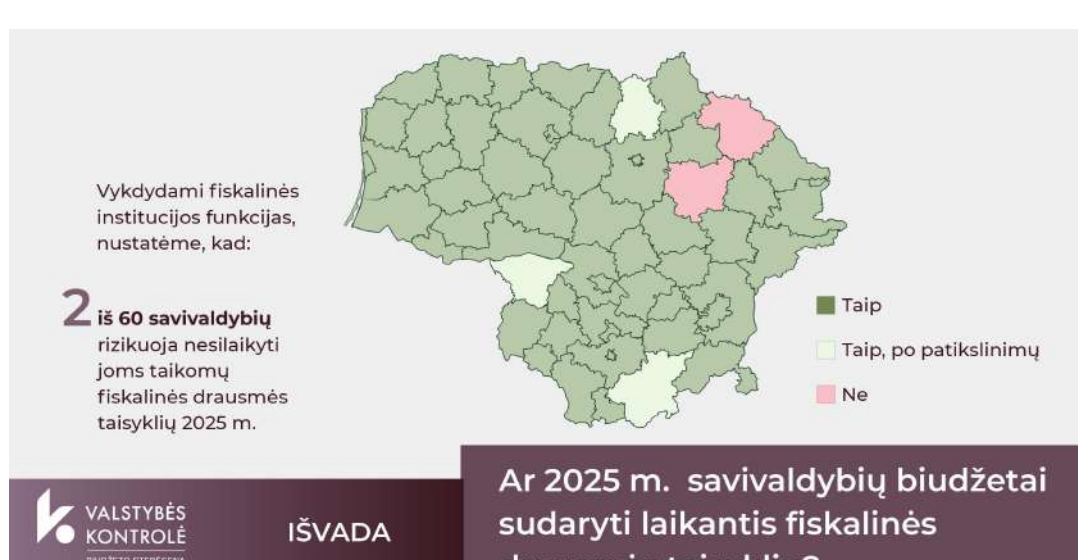 Vykdydami fiskalinės
institucijos funkcijas,
nustatėme, kad:
2 iš 60 savivaldybių
rizikuoja nesilaikyti
joms taikomų
fiskalinės drausmės
taisyklių 2025 m.
Taip
Taip, po patikslinimų
Ne
VALSTYBĖS
KONTROLĖ
IŠVADA
Ar 2025 m. savivaldybių biudžetai
sudaryti laikantis fiskalinės